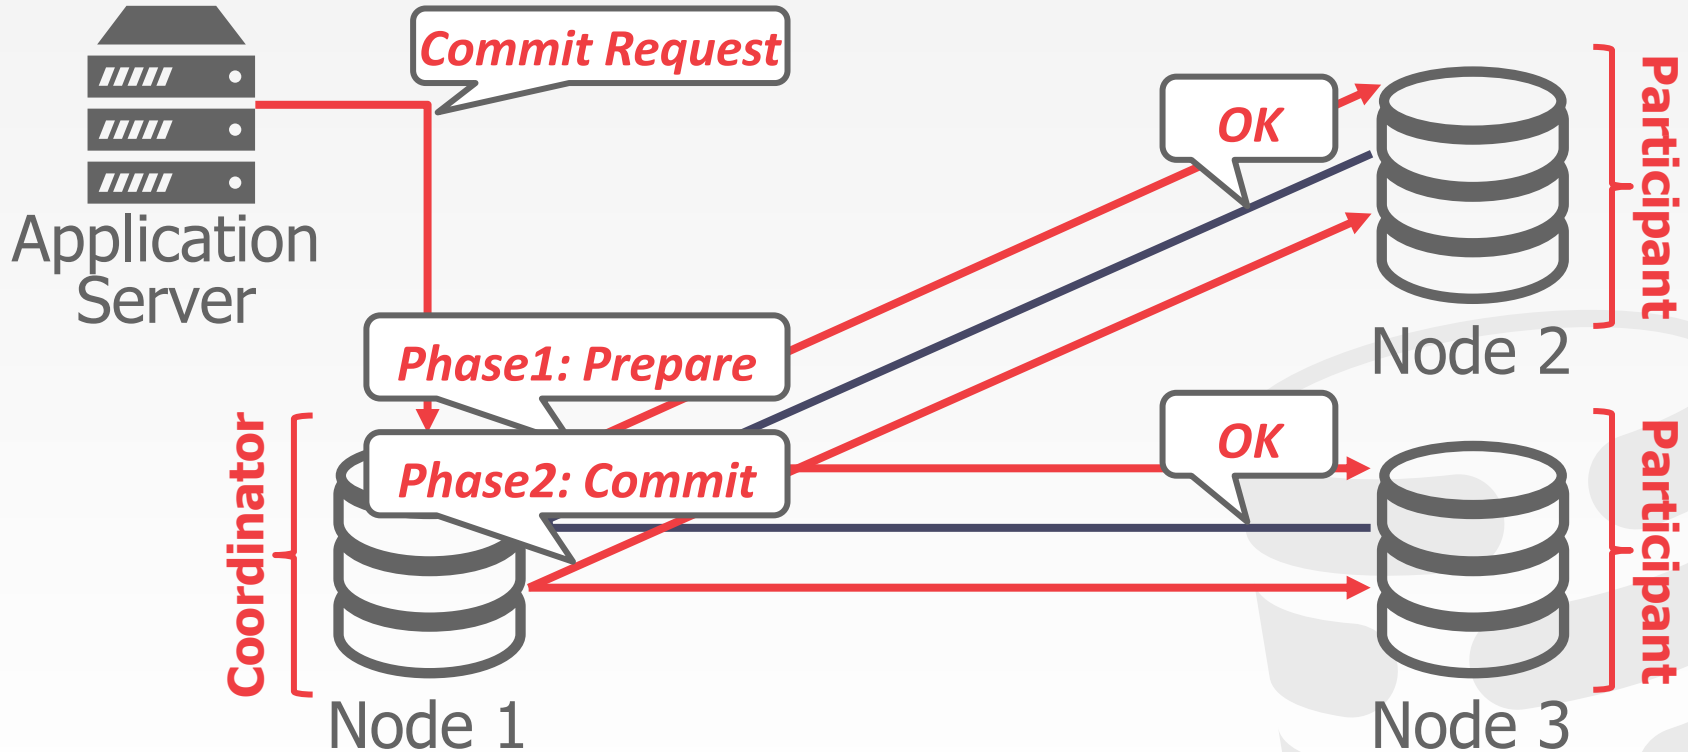 Commit Request
OK
Participant
Application
Server
Node 2
Phase1: Prepare
OK
Participant
Coordinator
Phase2: Commit
Node 1
Node 3